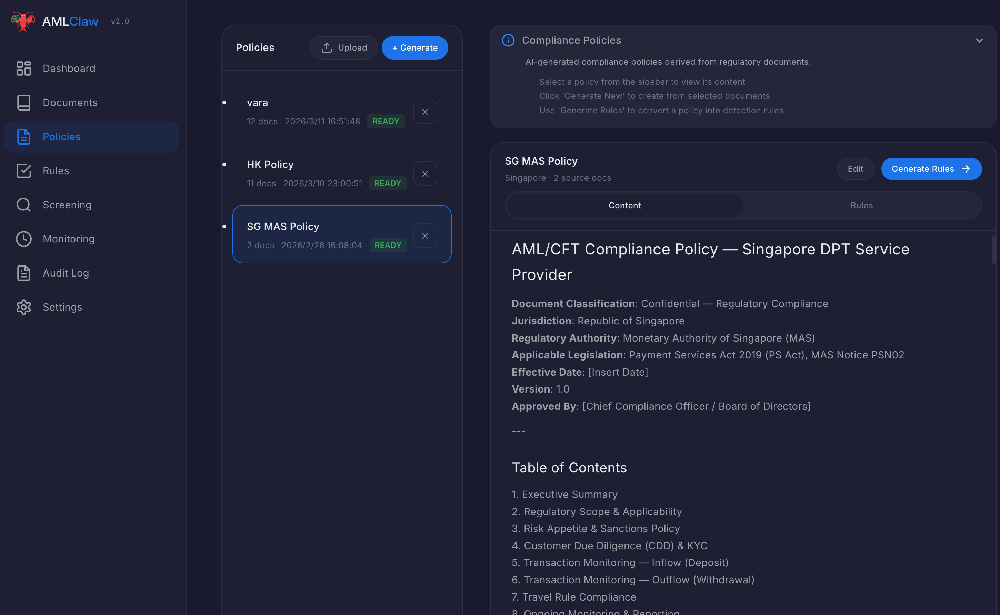 AMLClaw v2.0
Dashboard
Documents
Policies
Rules
Screening
Monitoring
Audit Log
Settings
Policies
Upload
+ Generate
vara
12 docs 2026/3/11 16:51:48 READY
HK Policy
11 docs 2026/3/10 23:00:51 READY
SG MAS Policy
2 docs 2026/2/26 16:08:04 READY
Compliance Policies
AI-generated compliance policies derived from regulatory documents.
Select a policy from the sidebar to view its content
Click 'Generate New' to create from selected documents
Use 'Generate Rules' to convert a policy into detection rules
SG MAS Policy
Singapore · 2 source docs
Edit
Generate Rules →
Content
Rules
AML/CFT Compliance Policy — Singapore DPT Service
Provider
Document Classification: Confidential — Regulatory Compliance
Jurisdiction: Republic of Singapore
Regulatory Authority: Monetary Authority of Singapore (MAS)
Applicable Legislation: Payment Services Act 2019 (PS Act), MAS Notice PSN02
Effective Date: [Insert Date]
Version: 1.0
Approved By: [Chief Compliance Officer / Board of Directors]
---
Table of Contents
1. Executive Summary
2. Regulatory Scope & Applicability
3. Risk Appetite & Sanctions Policy
4. Customer Due Diligence (CDD) & KYC
5. Transaction Monitoring — Inflow (Deposit)
6. Transaction Monitoring — Outflow (Withdrawal)
7. Travel Rule Compliance
8. Ongoing Monitoring & Reporting